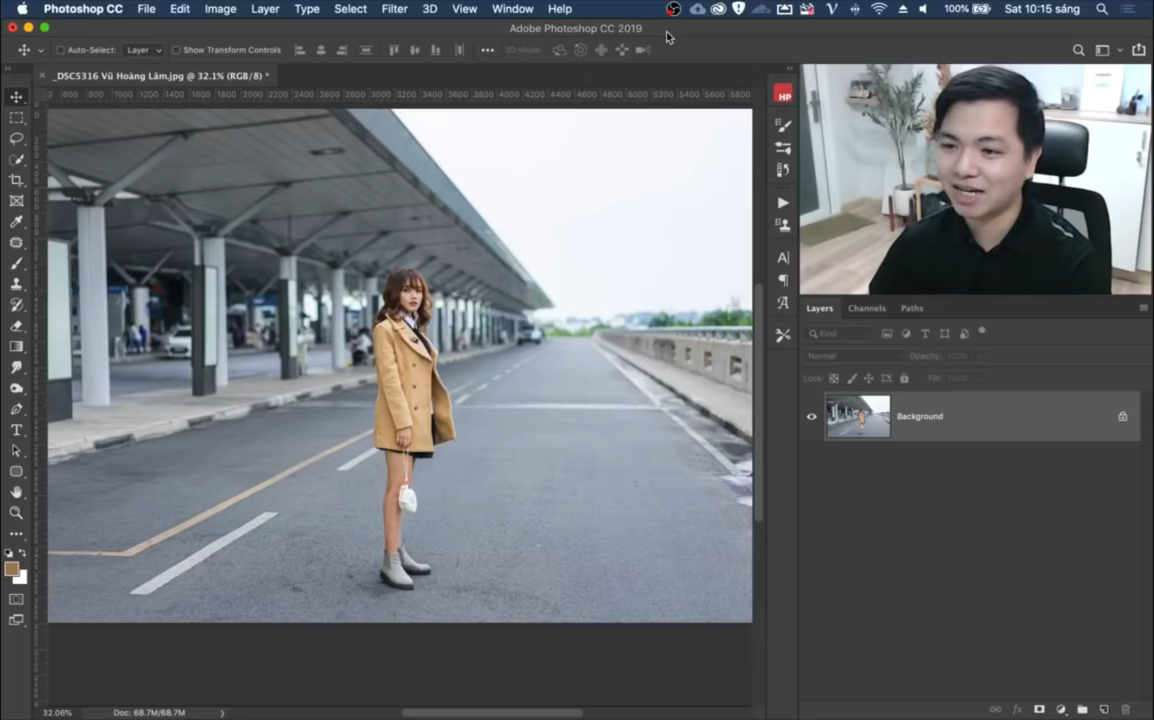 Photoshop CC File Edit Image Layer Type Select Filter 3D View Window Help 100% Sat 10:15 sáng
Adobe Photoshop CC 2019
Auto-Select: Layer Show Transform Controls 3D Mode:
_DSC5316 Vũ Hoàng Lâm.jpg @ 32.1% (RGB/8) *
600 800 1000 1200 1400 1600 1800 2000 2200 2400 2600 2800 3000 3200 3400 3600 3800 4000 4200 4400 4600 4800 5000 5200 5400 5600 5800
HP
Layers Channels Paths
Kind
Normal Opacity: 100%
Lock: Fill: 100%
Background
32.06% Doc: 68.7M/68.7M